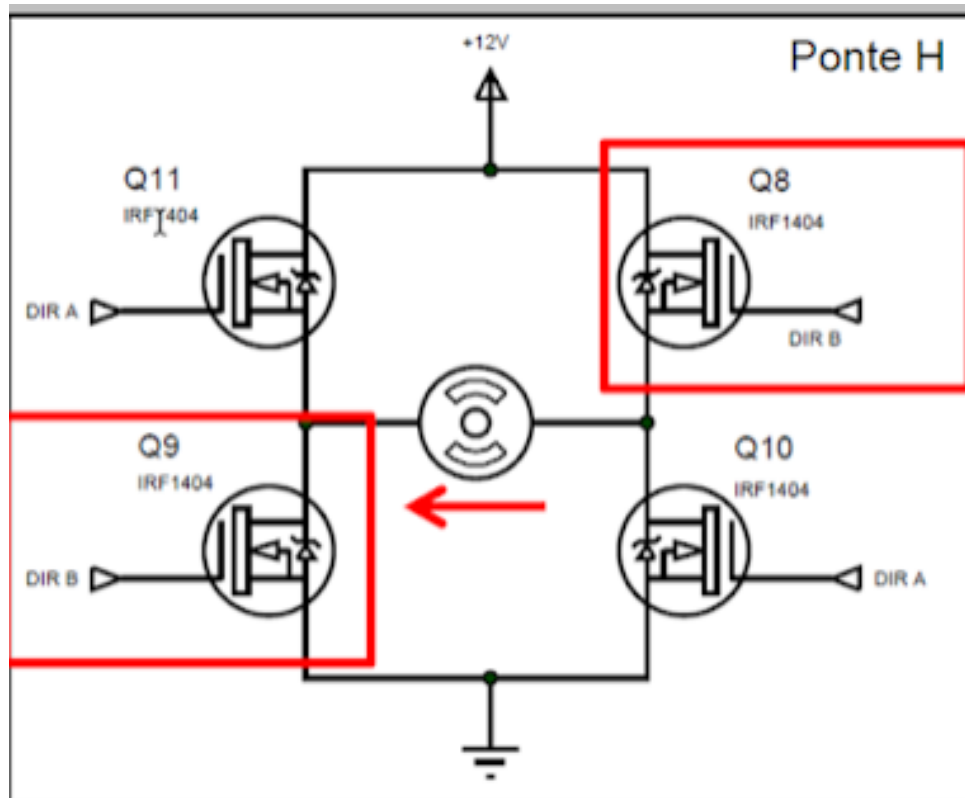 +12V
Ponte H
Q11
IRF1404
Q8
IRF1404
DIR A
DIR B
Q9
IRF1404
Q10
IRF1404
DIR B
DIR A